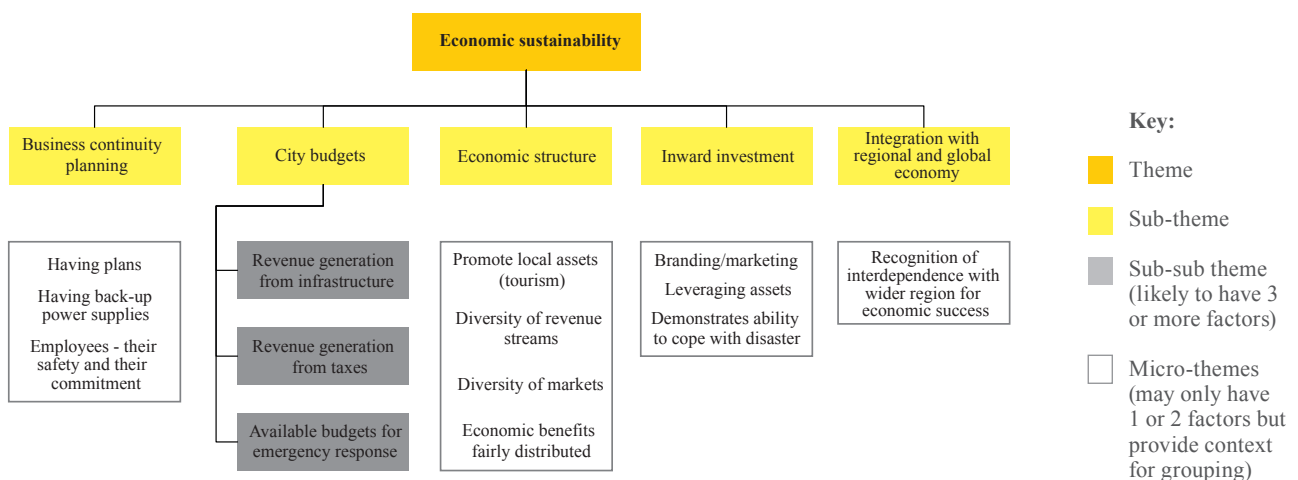 Economic sustainability
Business continuity
planning
City budgets
Economic structure
Inward investment
Integration with
regional and global
economy
Having plans
Having back-up
power supplies
Employees - their
safety and their
commitment
Revenue generation
from infrastructure
Revenue generation
from taxes
Available budgets for
emergency response
Promote local assets
(tourism)
Diversity of revenue
streams
Diversity of markets
Economic benefits
fairly distributed
Branding/marketing
Leveraging assets
Demonstrates ability
to cope with disaster
Recognition of
interdependence with
wider region for
economic success
Key:
Theme
Sub-theme
Sub-sub theme
(likely to have 3
or more factors)
Micro-themes
(may only have
1 or 2 factors but
provide context
for grouping)